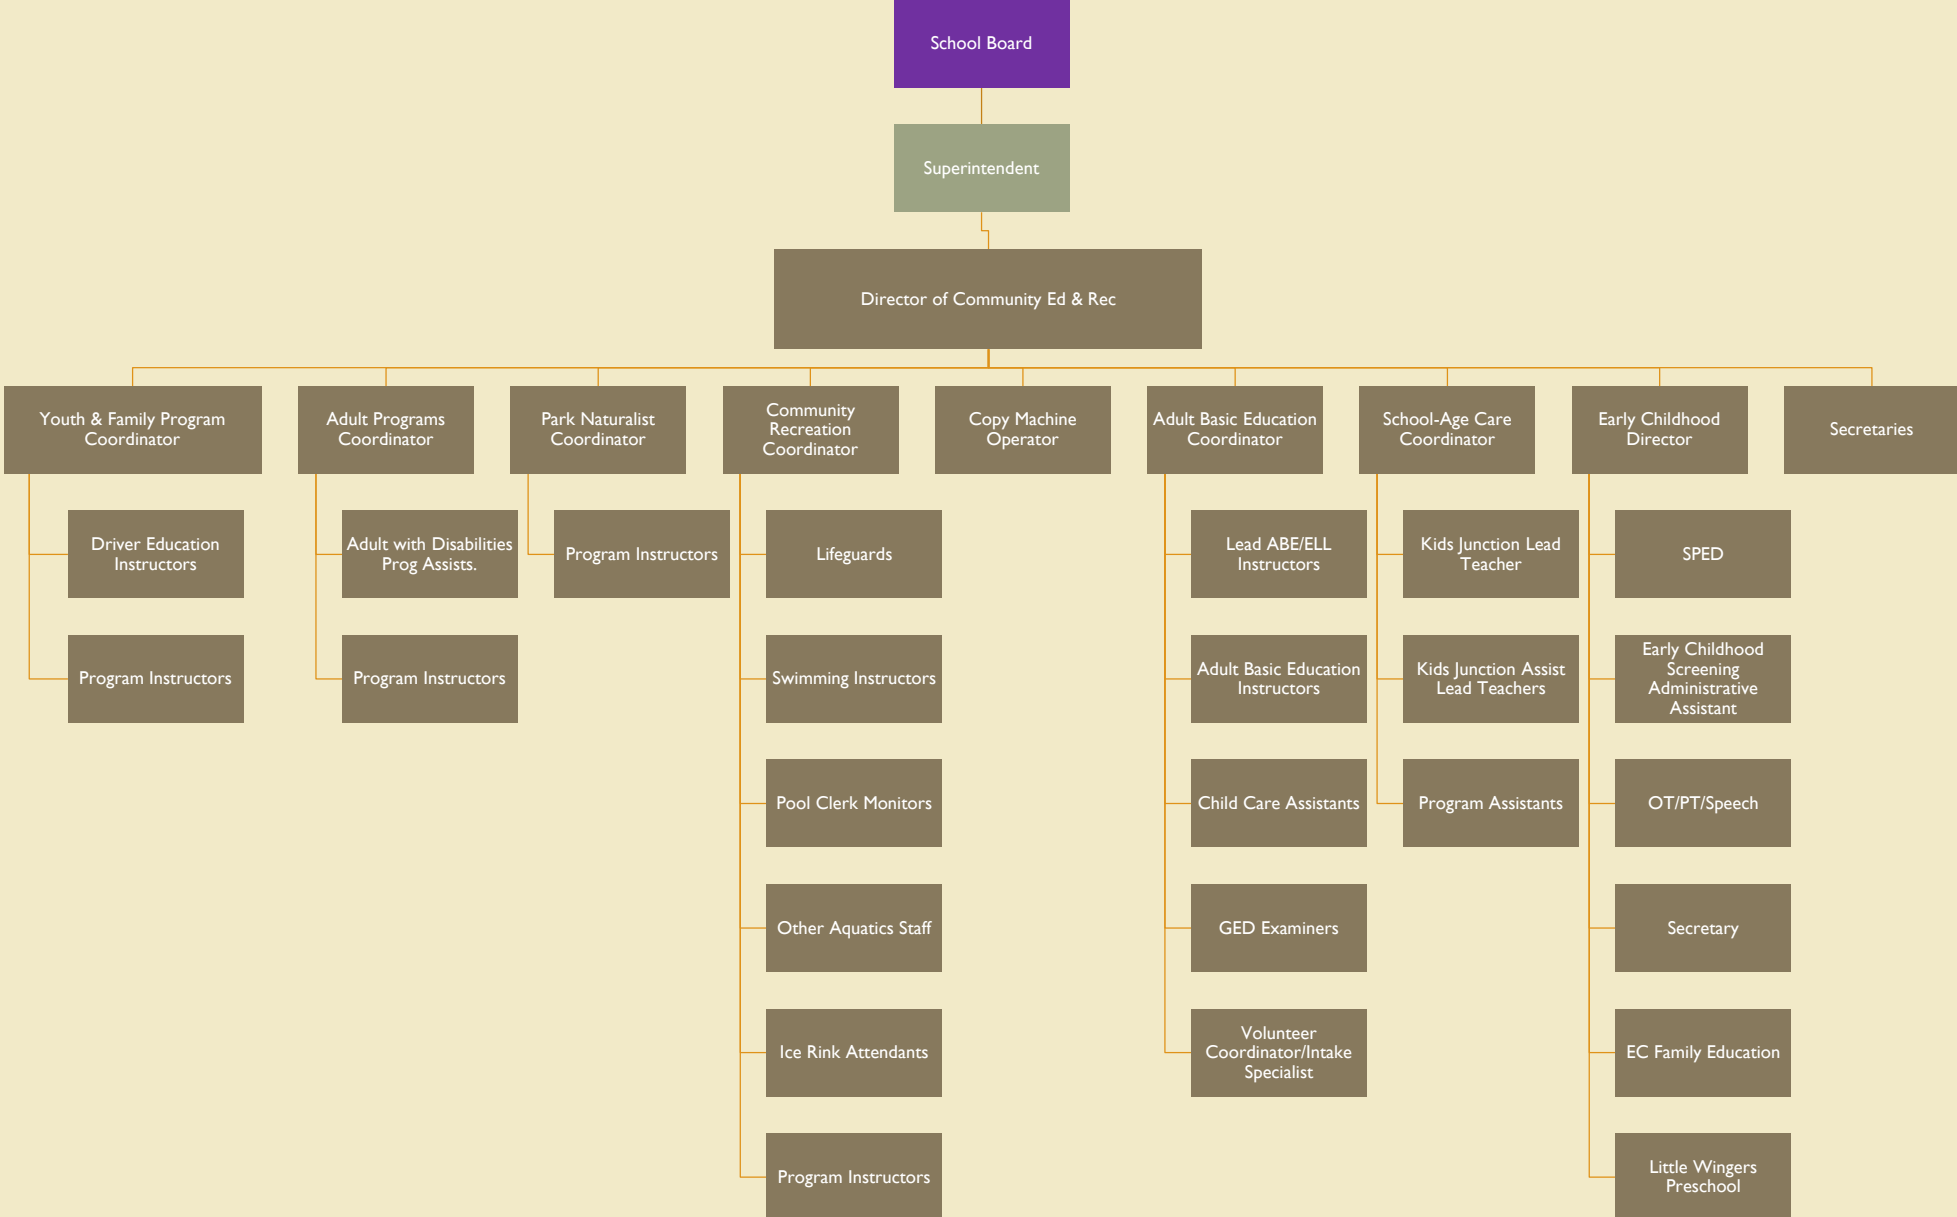 School Board
Superintendent
Director of Community Ed & Rec
Youth & Family Program
Coordinator
Adult Programs
Coordinator
Park Naturalist
Coordinator
Community
Recreation
Coordinator
Copy Machine
Operator
Adult Basic Education
Coordinator
School-Age Care
Coordinator
Early Childhood
Director
Secretaries
Driver Education
Instructors
Program Instructors
Adult with Disabilities
Prog Assists.
Program Instructors
Program Instructors
Lifeguards
Swimming Instructors
Pool Clerk Monitors
Other Aquatics Staff
Ice Rink Attendants
Program Instructors
Lead ABE/ELL
Instructors
Adult Basic Education
Instructors
Child Care Assistants
GED Examiners
Volunteer
Coordinator/Intake
Specialist
Kids Junction Lead
Teacher
Kids Junction Assist
Lead Teachers
Program Assistants
SPED
Early Childhood
Screening
Administrative
Assistant
OT/PT/Speech
Secretary
EC Family Education
Little Wingers
Preschool